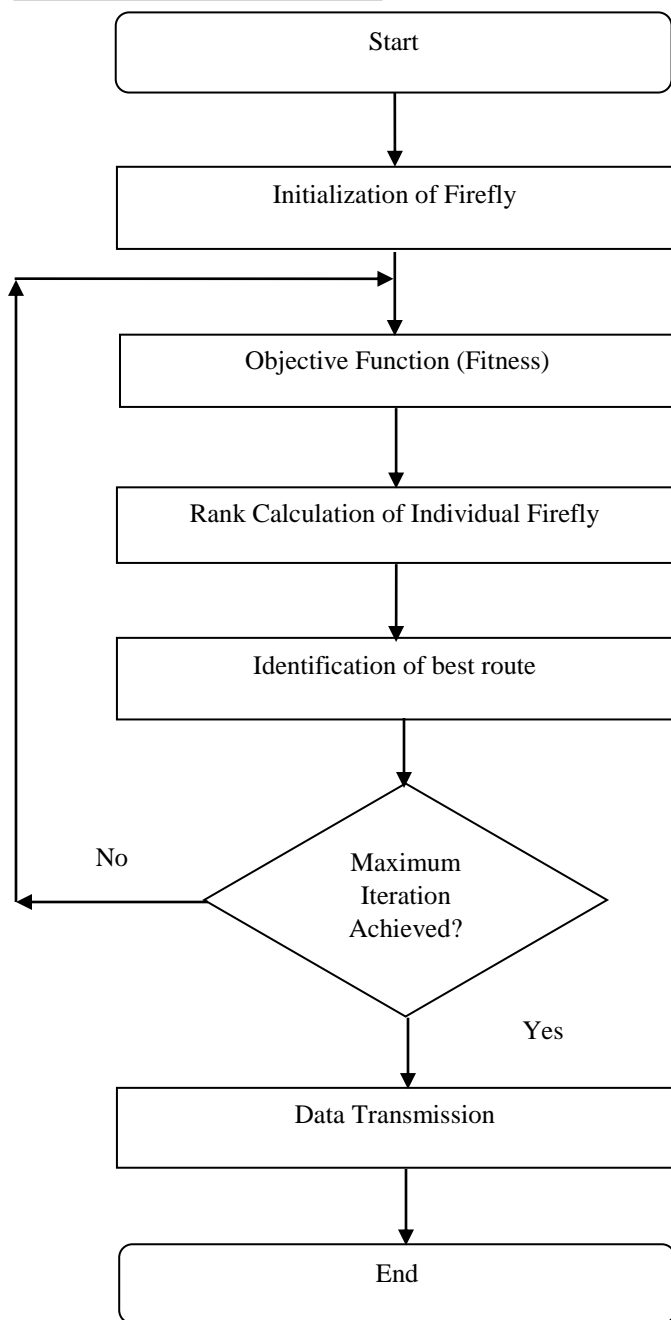 Start
Initialization of Firefly
Objective Function (Fitness)
Rank Calculation of Individual Firefly
Identification of best route
No
Maximum
Iteration
Achieved?
Yes
Data Transmission
End